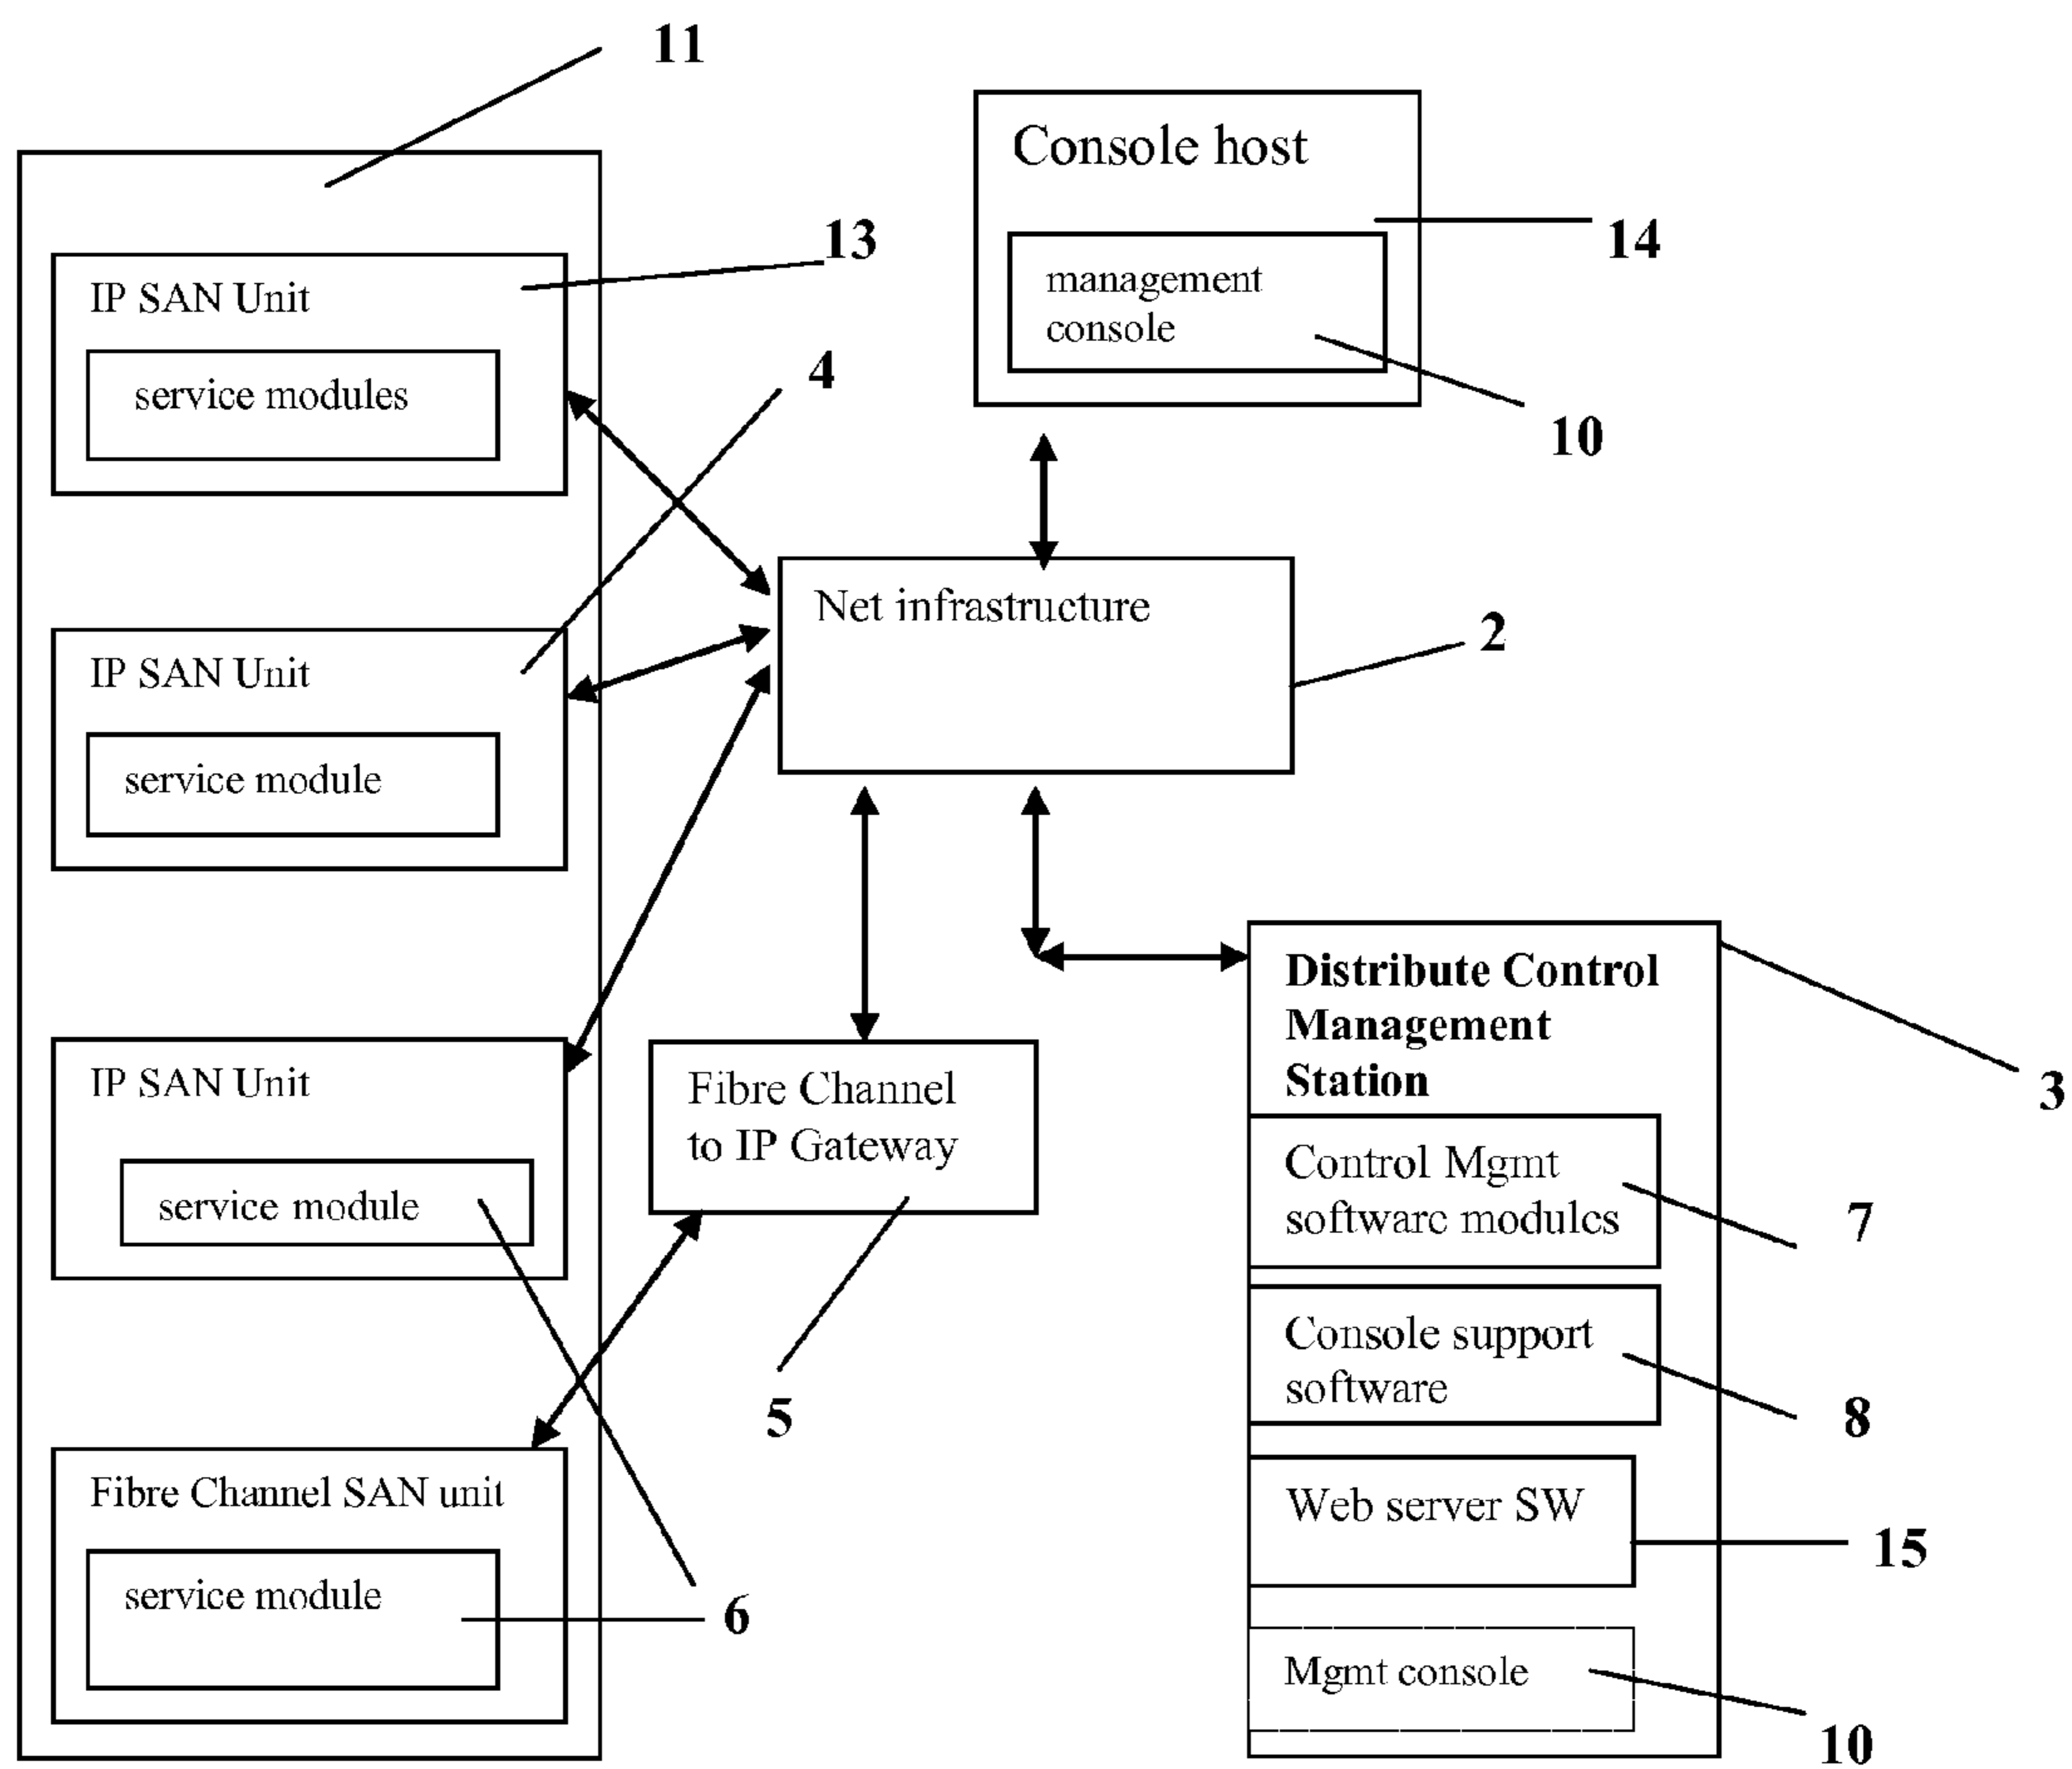 11
Console host
14
management
console
10
13
IP SAN Unit
service modules
4
IP SAN Unit
service module
Net infrastructure
2
IP SAN Unit
service module
Fibre Channel
to IP Gateway
5
Fibre Channel SAN unit
service module
6
Distribute Control
Management
Station
3
Control Mgmt
software modules
7
Console support
software
8
Web server SW
15
Mgmt console
10